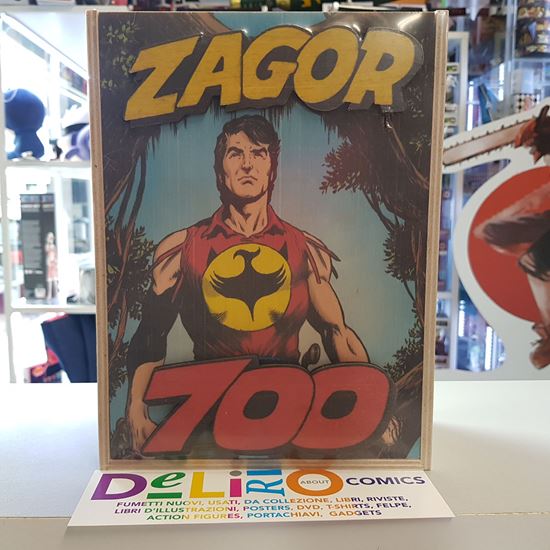 ZAGOR
700
DeLiRiO ABOUT COMICS
FUMETTI NUOVI, USATI, DA COLLEZIONE, LIBRI, RIVISTE,
LIBRI D'ILLUSTRAZIONI, POSTERS, DVD, T-SHIRTS, FELPE,
ACTION FIGURES, PORTACHIAVI, GADGETS